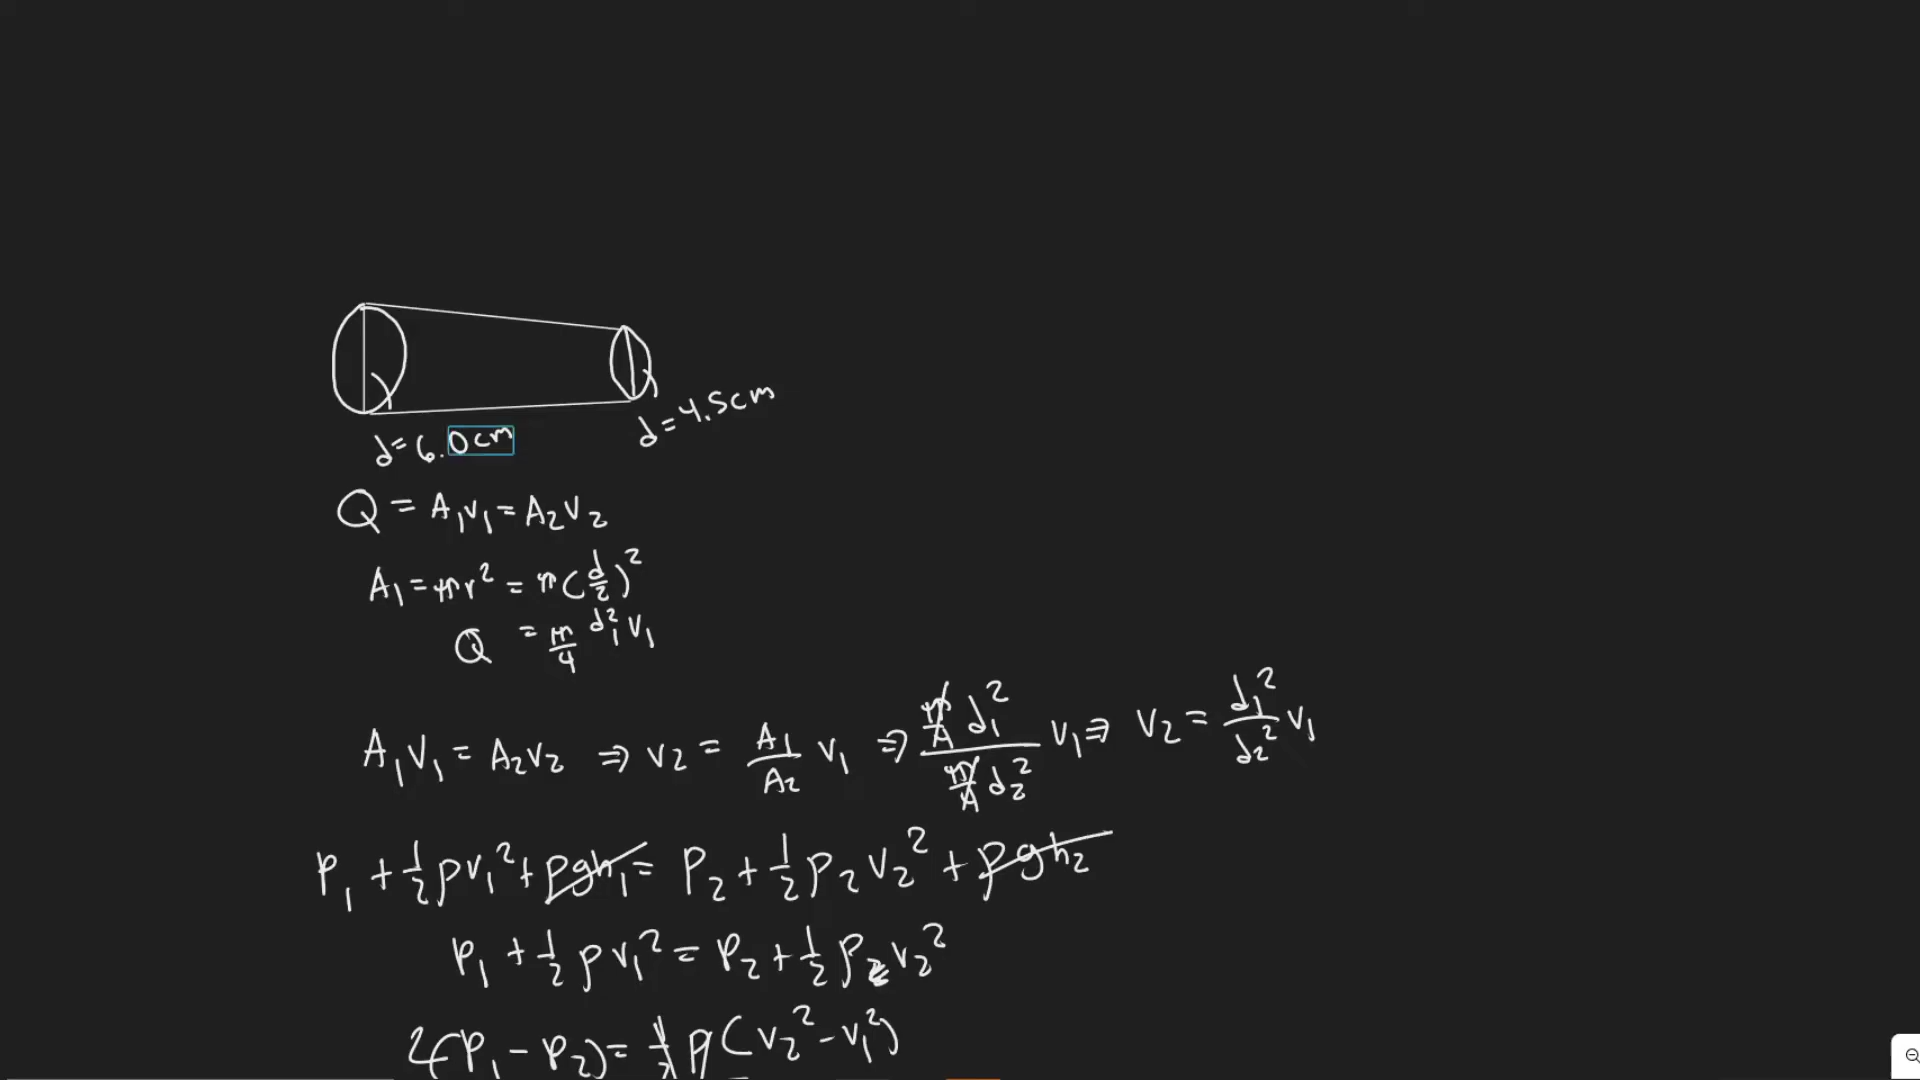 d=6.0cm
d=4.5cm
Q = A₁v₁ = A₂v₂
A₁ = πr² = π(d/2)²
Q = π/4 d₁² v₁
A₁v₁ = A₂v₂ ⇒ v₂ = A₁/A₂ v₁ ⇒ (π/4 d₁²)/(π/4 d₂²) v₁ ⇒ v₂ = d₁²/d₂² v₁
P₁ + 1/2 ρv₁² + ρgh₁ = P₂ + 1/2 ρ₂ v₂² + ρgh₂
P₁ + 1/2 ρv₁² = P₂ + 1/2 ρ v₂²
2(P₁ - P₂) = 1/2 ρ(v₂² - v₁²)